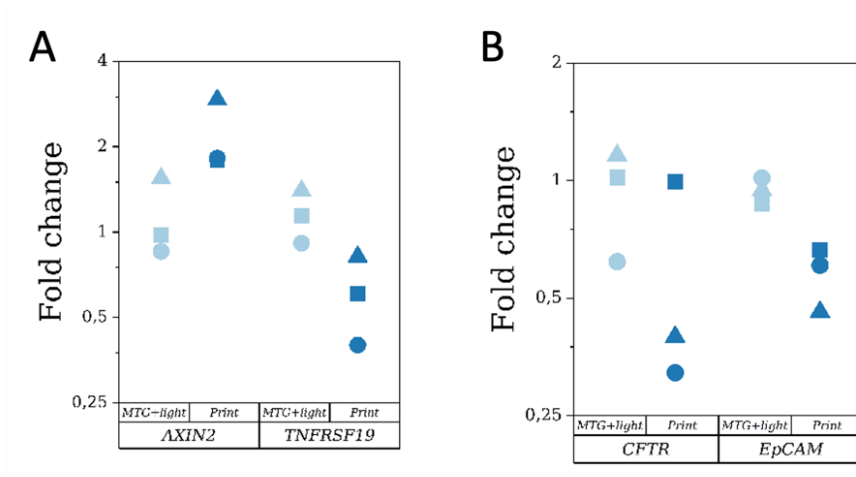 A
4
2
1
0,5
0,25
Fold change
MTG+light Print MTG+light Print
AXIN2 TNFRSF19
B
2
1
0,5
0,25
Fold change
MTG+light Print MTG+light Print
CFTR EpCAM